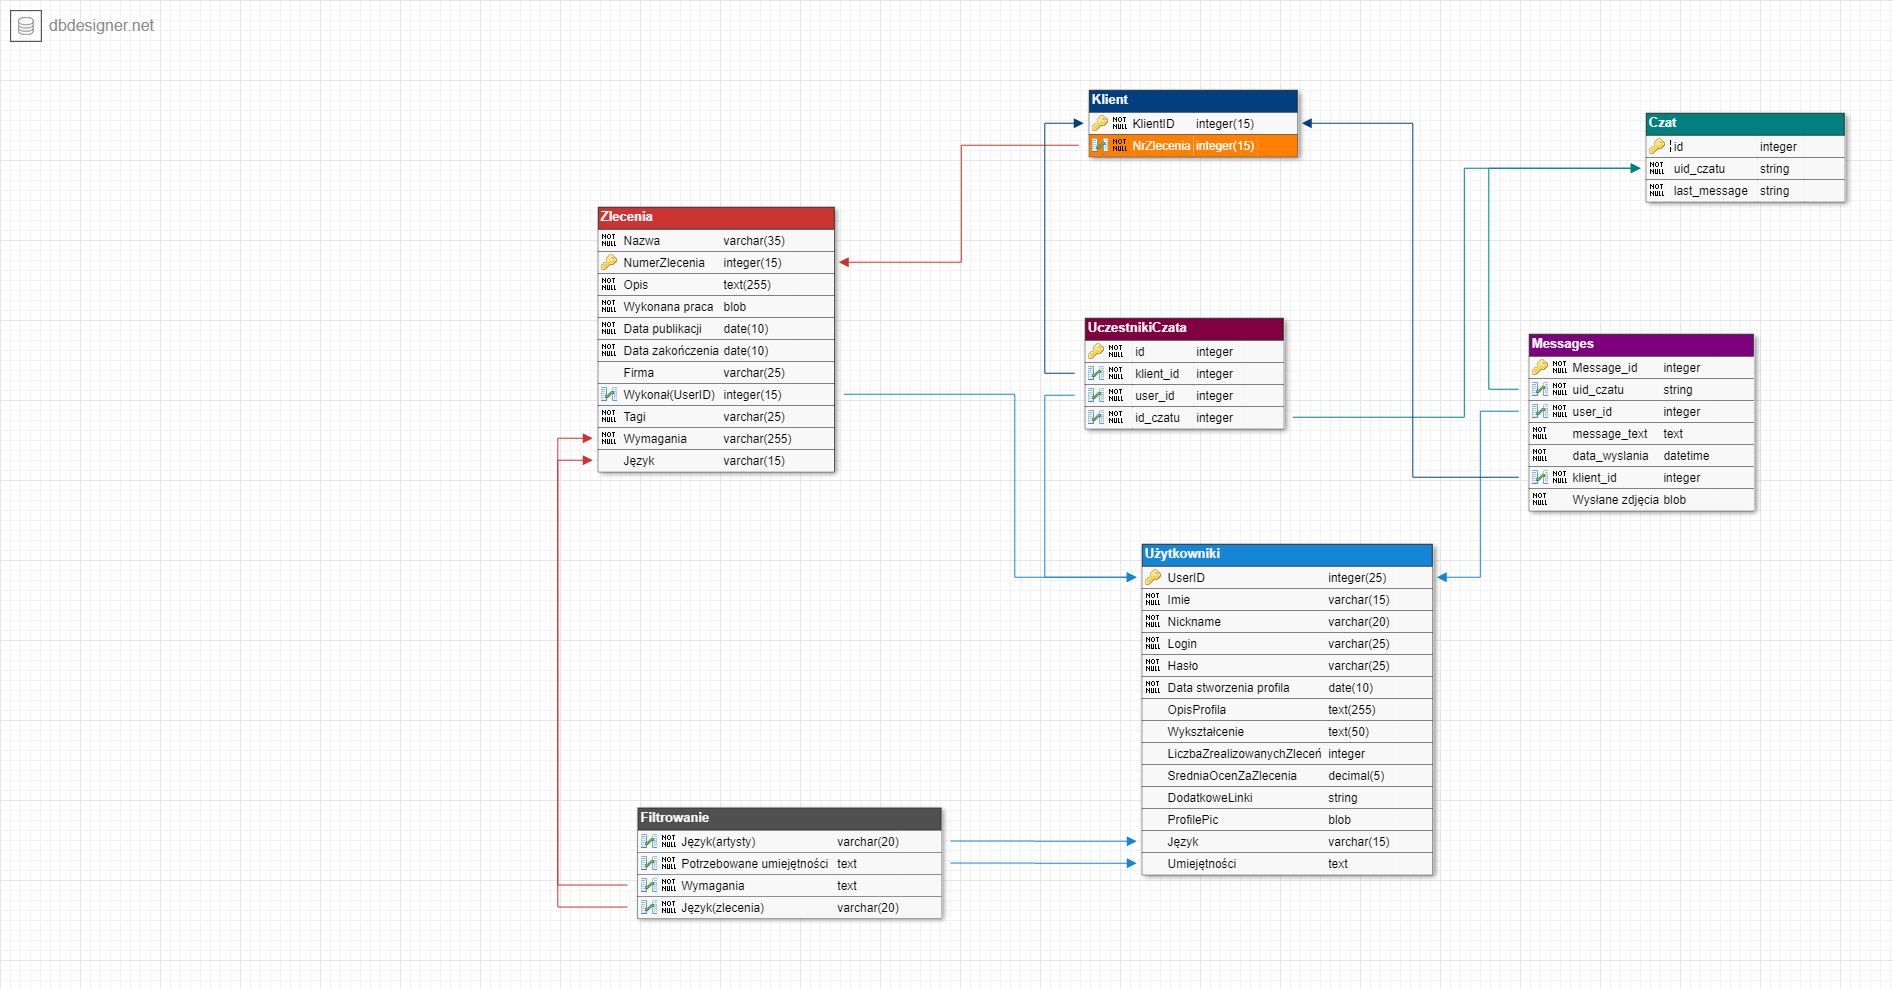 dbdesigner.net
Klient
NOT NULL KlientID integer(15)
NOT NULL NrZlecenia integer(15)
Czat
id integer
NOT NULL uid_czatu string
NOT NULL last_message string
Zlecenia
NOT NULL Nazwa varchar(35)
NumerZlecenia integer(15)
NOT NULL Opis text(255)
NOT NULL Wykonana praca blob
NOT NULL Data publikacji date(10)
NOT NULL Data zakończenia date(10)
Firma varchar(25)
Wykonał(UserID) integer(15)
NOT NULL Tagi varchar(25)
NOT NULL Wymagania varchar(255)
Język varchar(15)
UczestnikiCzata
NOT NULL id integer
NOT NULL klient_id integer
NOT NULL user_id integer
NOT NULL id_czatu integer
Messages
NOT NULL Message_id integer
NOT NULL uid_czatu string
NOT NULL user_id integer
NOT NULL message_text text
NOT NULL data_wyslania datetime
NOT NULL klient_id integer
NOT NULL Wysłane zdjęcia blob
Użytkowniki
UserID integer(25)
NOT NULL Imie varchar(15)
NOT NULL Nickname varchar(20)
NOT NULL Login varchar(25)
NOT NULL Hasło varchar(25)
NOT NULL Data stworzenia profila date(10)
OpisProfila text(255)
Wykształcenie text(50)
LiczbaZrealizowanychZleceń integer
SredniaOcenZaZlecenia decimal(5)
DodatkoweLinki string
ProfilePic blob
Język varchar(15)
Umiejętności text
Filtrowanie
NOT NULL Język(artysty) varchar(20)
NOT NULL Potrzebowane umiejętności text
NOT NULL Wymagania text
NOT NULL Język(zlecenia) varchar(20)